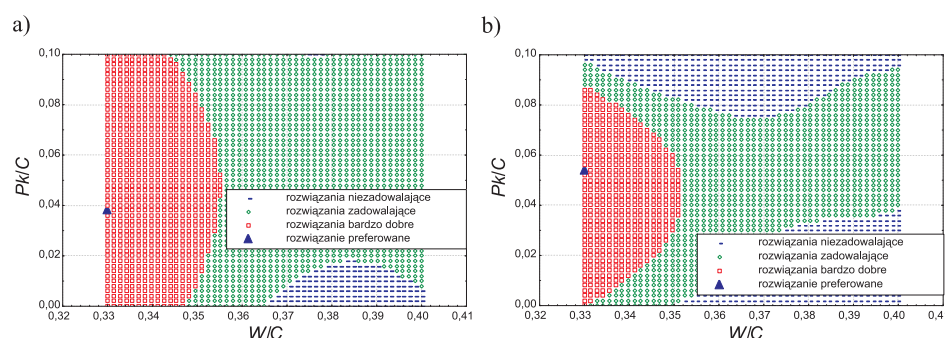 a)
0,10
0,08
0,06
0,04
0,02
0,00
Pk/C
rozwiązania niezadowalające
rozwiązania zadowalające
rozwiązania bardzo dobre
rozwiązanie preferowane
0,32 0,33 0,34 0,35 0,36 0,37 0,38 0,39 0,40 0,41
W/C
b)
0,10
0,08
0,06
0,04
0,02
0,00
Pk/C
rozwiązania niezadowalające
rozwiązania zadowalające
rozwiązania bardzo dobre
rozwiązanie preferowane
0,32 0,33 0,34 0,35 0,36 0,37 0,38 0,39 0,40 0,4
W/C